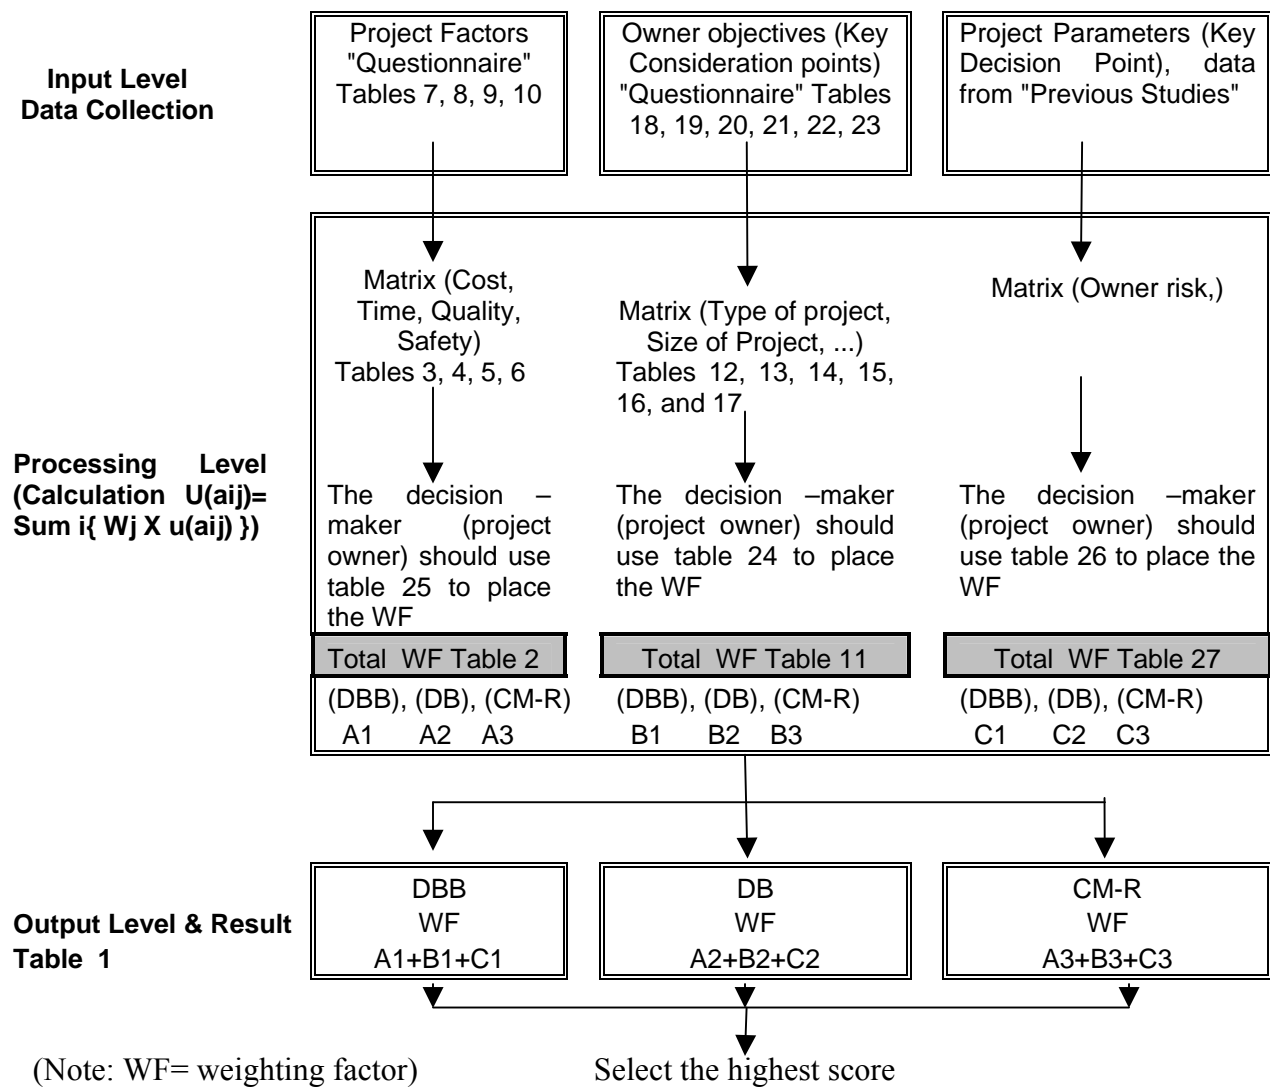 Input Level
Data Collection
Project Factors
"Questionnaire"
Tables 7, 8, 9, 10
Owner objectives (Key
Consideration points)
"Questionnaire" Tables
18, 19, 20, 21, 22, 23
Project Parameters (Key
Decision Point), data
from "Previous Studies"
Processing Level
(Calculation U(aij)=
Sum i{ Wj X u(aij) })
Matrix (Cost,
Time, Quality,
Safety)
Tables 3, 4, 5, 6
The decision –
maker (project
owner) should use
table 25 to place
the WF
Total WF Table 2
(DBB), (DB), (CM-R)
A1 A2 A3
Matrix (Type of project,
Size of Project, ...)
Tables 12, 13, 14, 15,
16, and 17
The decision –maker
(project owner) should
use table 24 to place
the WF
Total WF Table 11
(DBB), (DB), (CM-R)
B1 B2 B3
Matrix (Owner risk,)
The decision –maker
(project owner) should
use table 26 to place the
WF
Total WF Table 27
(DBB), (DB), (CM-R)
C1 C2 C3
Output Level & Result
Table 1
DBB
WF
A1+B1+C1
DB
WF
A2+B2+C2
CM-R
WF
A3+B3+C3
(Note: WF= weighting factor)
Select the highest score